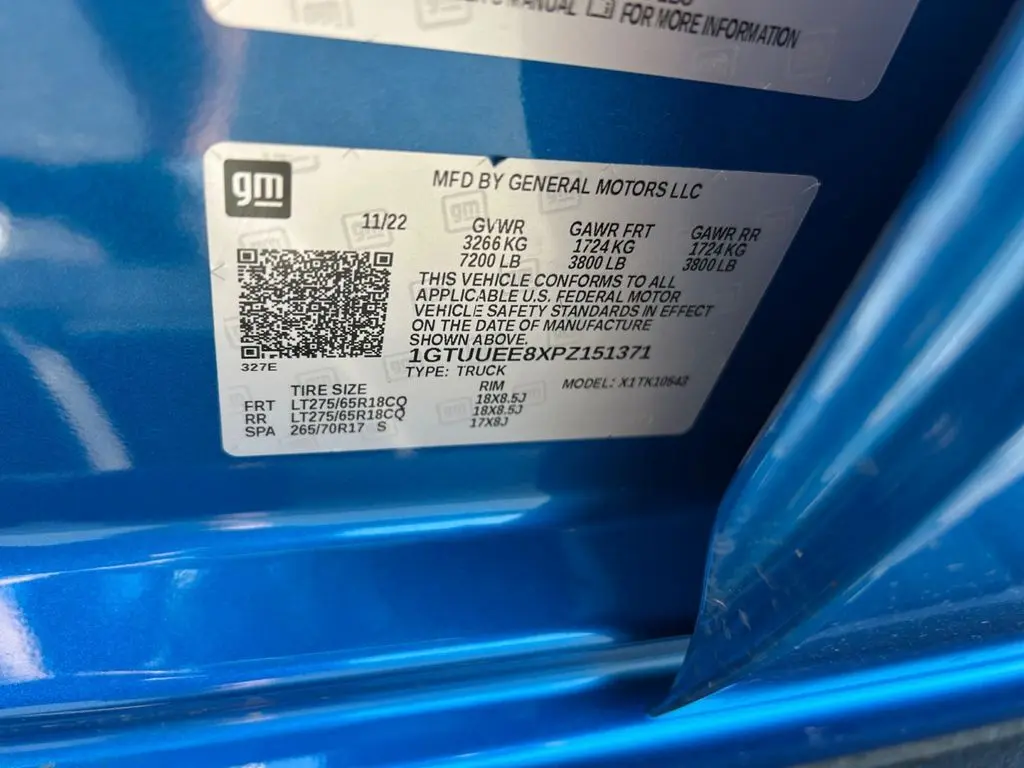 MANUAL FOR MORE INFORMATION
gm
MFD BY GENERAL MOTORS LLC
11/22
GVWR GAWR FRT GAWR RR
3266 KG 1724 KG 1724 KG
7200 LB 3800 LB 3800 LB
THIS VEHICLE CONFORMS TO ALL
APPLICABLE U.S. FEDERAL MOTOR
VEHICLE SAFETY STANDARDS IN EFFECT
ON THE DATE OF MANUFACTURE
SHOWN ABOVE.
1GTUUEE8XPZ151371
327E
TYPE: TRUCK MODEL: X1TK10543
TIRE SIZE RIM
FRT LT275/65R18CQ 18X8.5J
RR LT275/65R18CQ 18X8.5J
SPA 265/70R17 S 17X8J